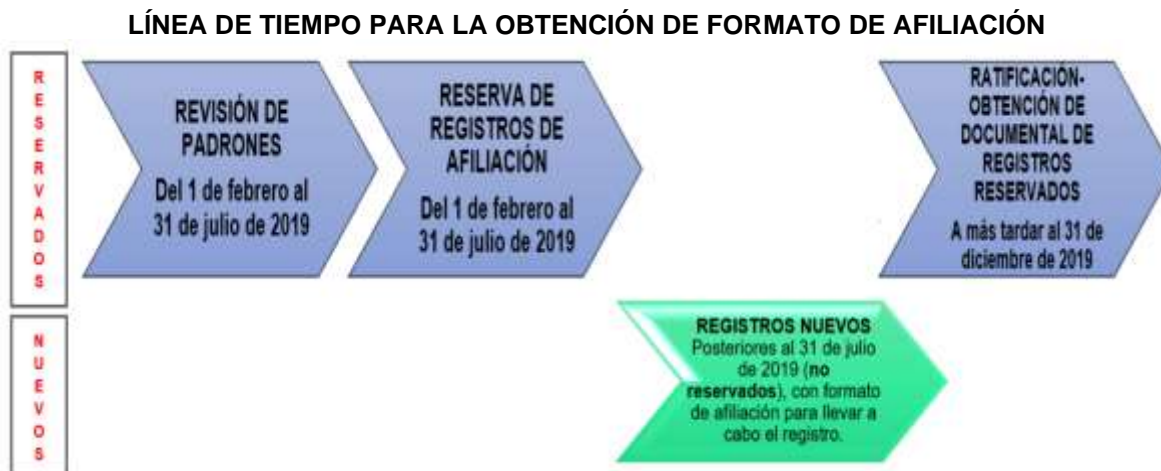 LÍNEA DE TIEMPO PARA LA OBTENCIÓN DE FORMATO DE AFILIACIÓN
RESERVADOS
REVISIÓN DE
PADRONES
Del 1 de febrero al
31 de julio de 2019
RESERVA DE
REGISTROS DE
AFILIACIÓN
Del 1 de febrero al
31 de julio de 2019
RATIFICACIÓN-
OBTENCIÓN DE
DOCUMENTAL DE
REGISTROS
RESERVADOS
A más tardar al 31 de
diciembre de 2019
NUEVOS
REGISTROS NUEVOS
Posteriores al 31 de julio
de 2019 (no
reservados), con formato
de afiliación para llevar a
cabo el registro.